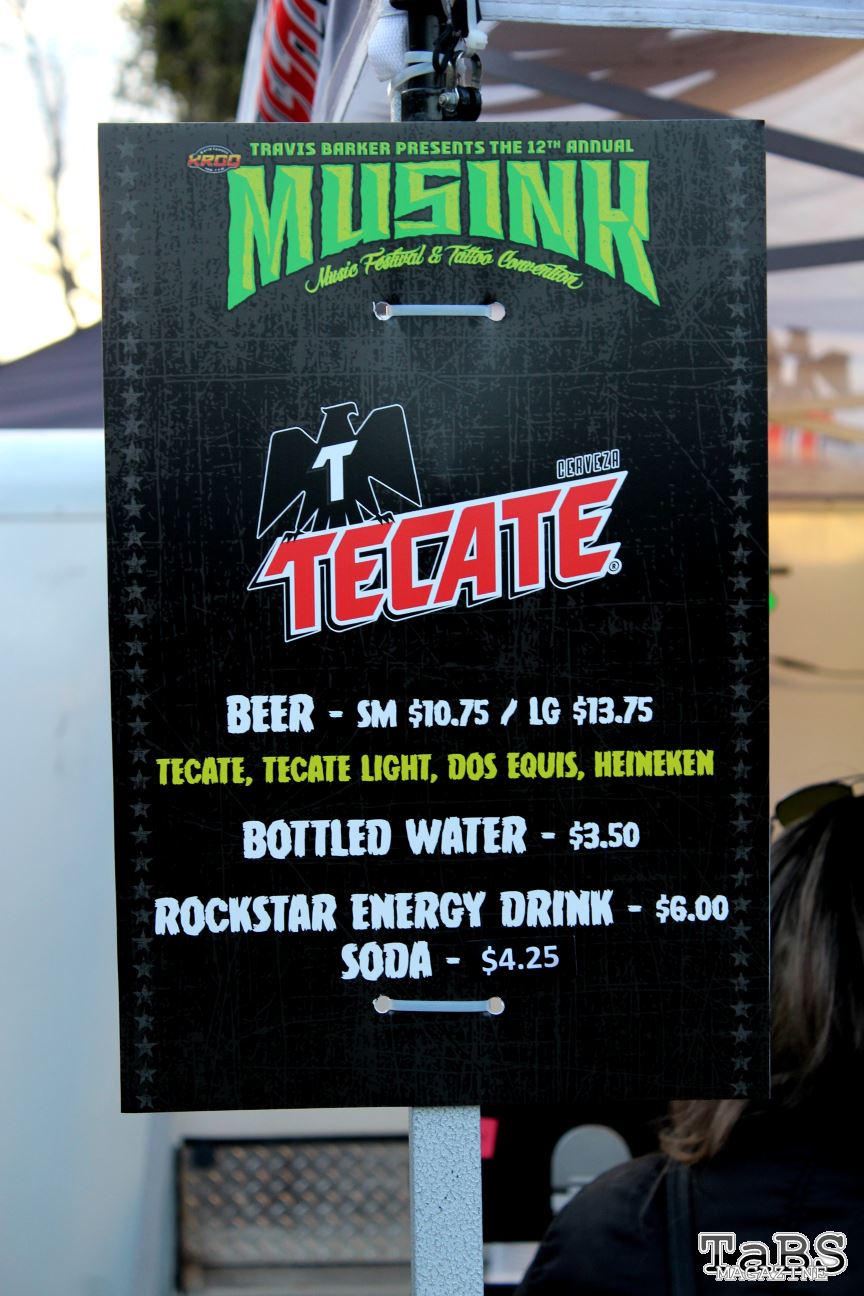 KROQ
TRAVIS BARKER PRESENTS THE 12TH ANNUAL
MUSINK
Music Festival & Tattoo Convention
T
CERVEZA
TECATE®
BEER - SM $10.75 / LG $13.75
TECATE, TECATE LIGHT, DOS EQUIS, HEINEKEN
BOTTLED WATER - $3.50
ROCKSTAR ENERGY DRINK - $6.00
SODA - $4.25
TaBS
MAGAZINE